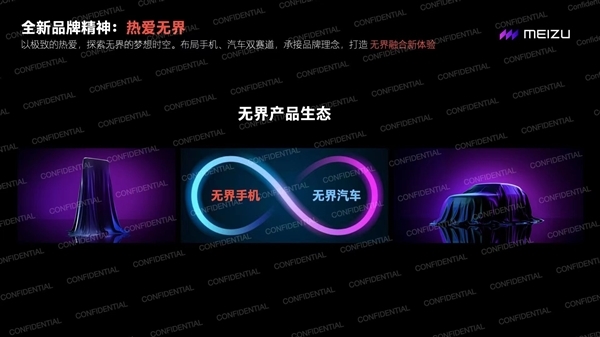 全新品牌精神：热爱无界
以极致的热爱，探索无界的梦想时空。布局手机、汽车双赛道，承接品牌理念，打造 无界融合新体验
MEIZU
无界产品生态
无界手机
无界汽车
CONFIDENTIAL